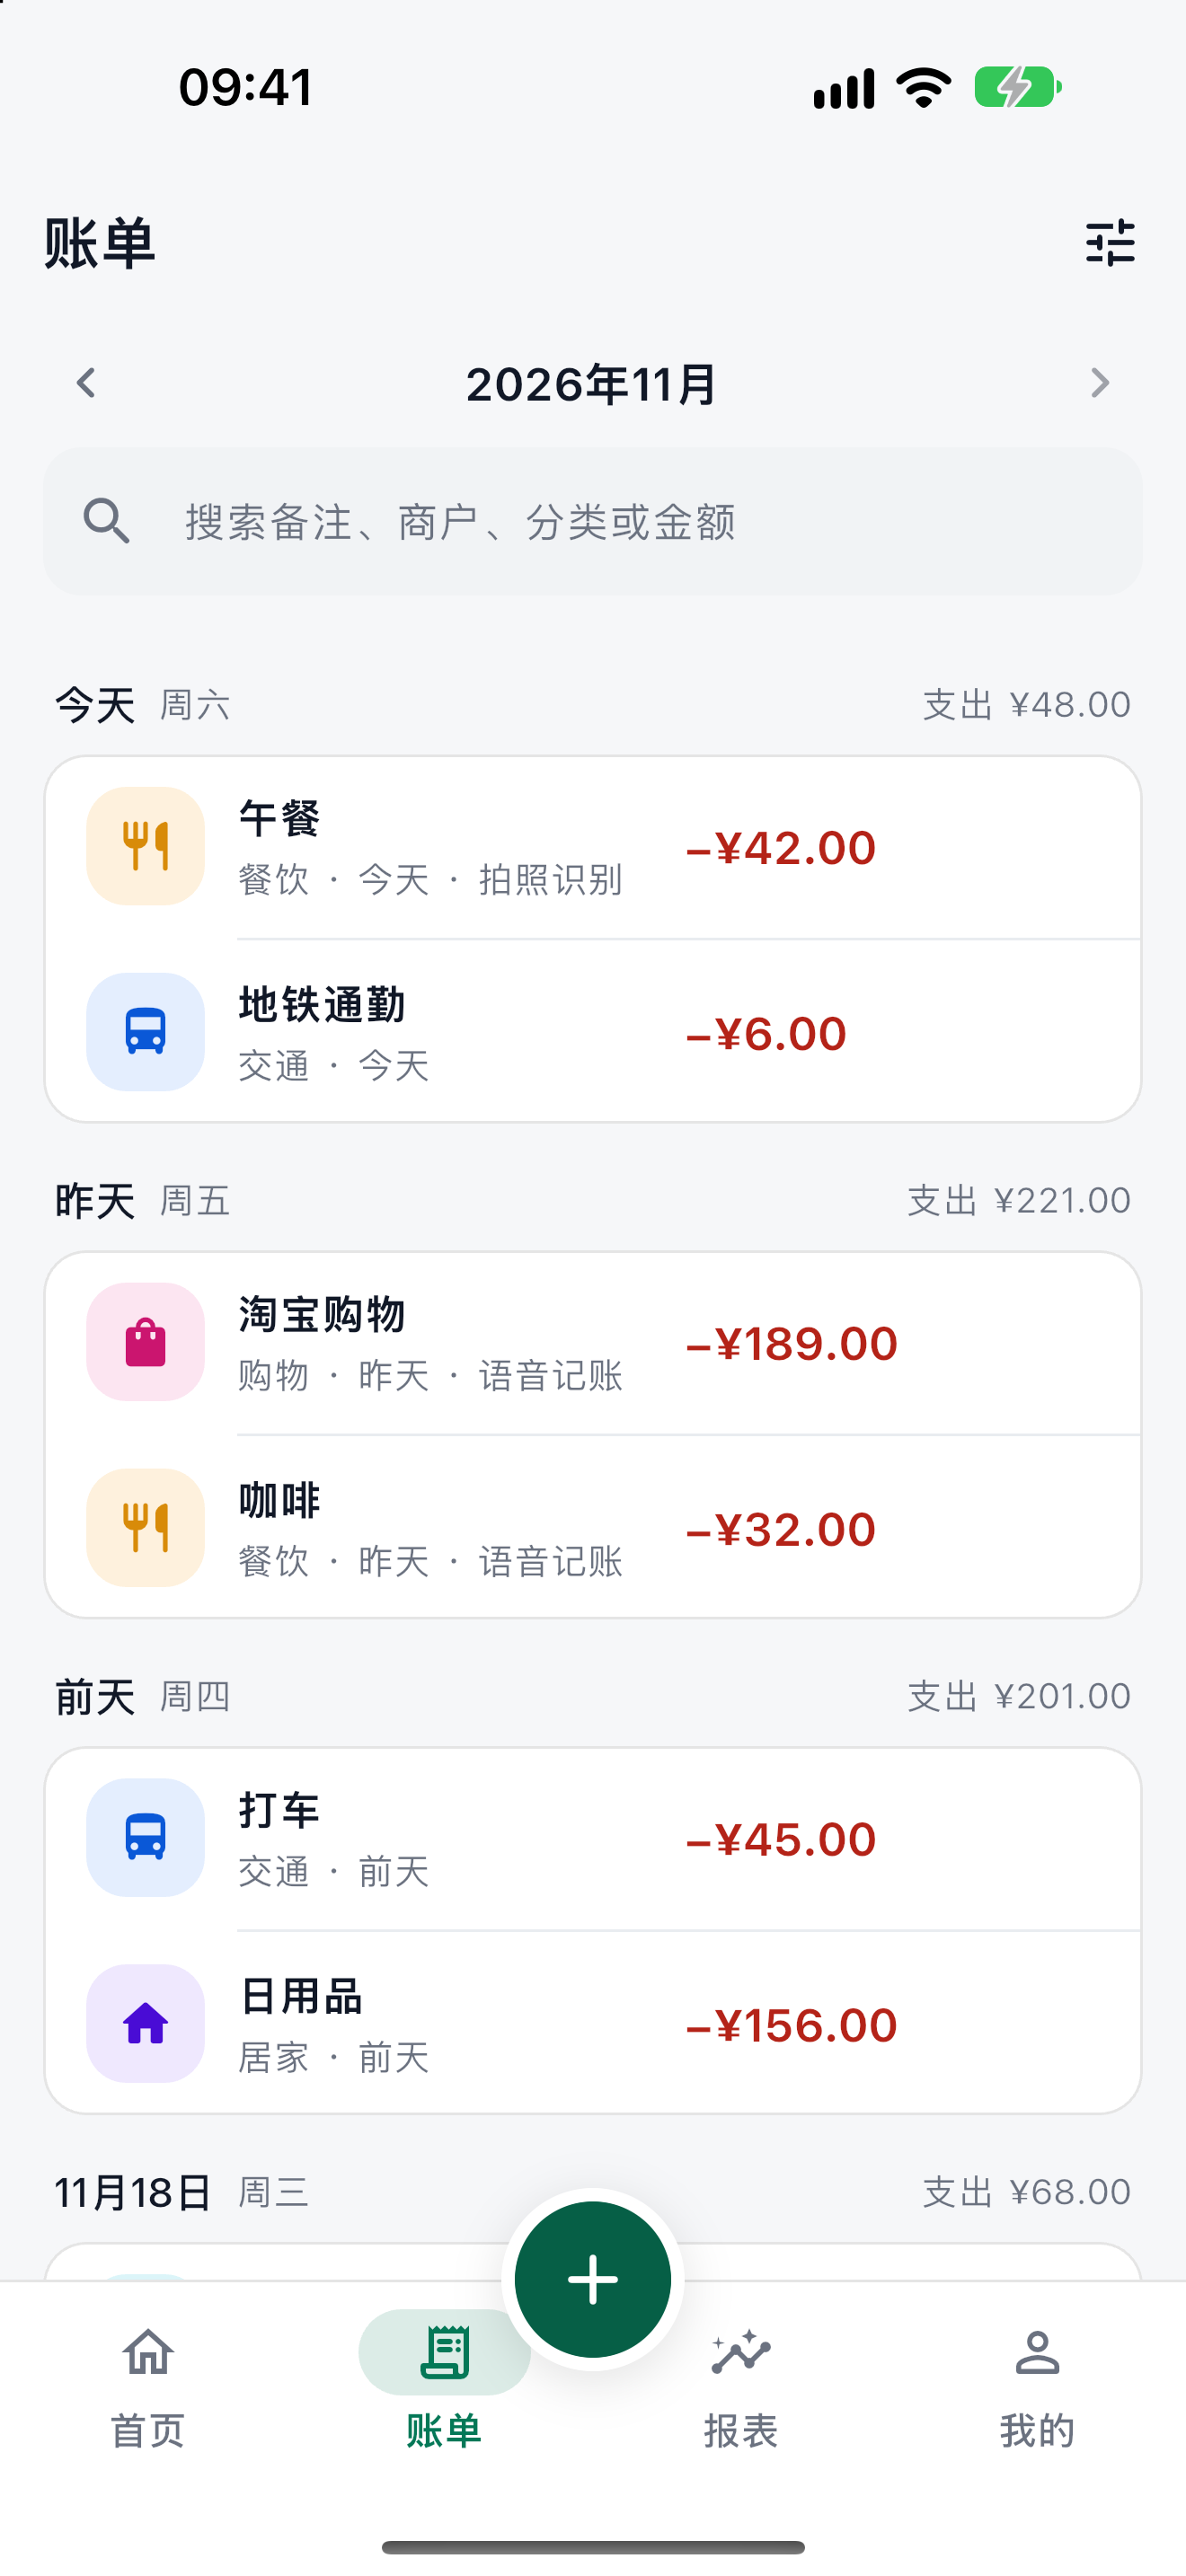 09:41
账单
2026年11月
搜索备注、商户、分类或金额
今天 周六 支出 ¥48.00
午餐
餐饮 · 今天 · 拍照识别
–¥42.00
地铁通勤
交通 · 今天
–¥6.00
昨天 周五 支出 ¥221.00
淘宝购物
购物 · 昨天 · 语音记账
–¥189.00
咖啡
餐饮 · 昨天 · 语音记账
–¥32.00
前天 周四 支出 ¥201.00
打车
交通 · 前天
–¥45.00
日用品
居家 · 前天
–¥156.00
11月18日 周三 支出 ¥68.00
首页 账单 报表 我的